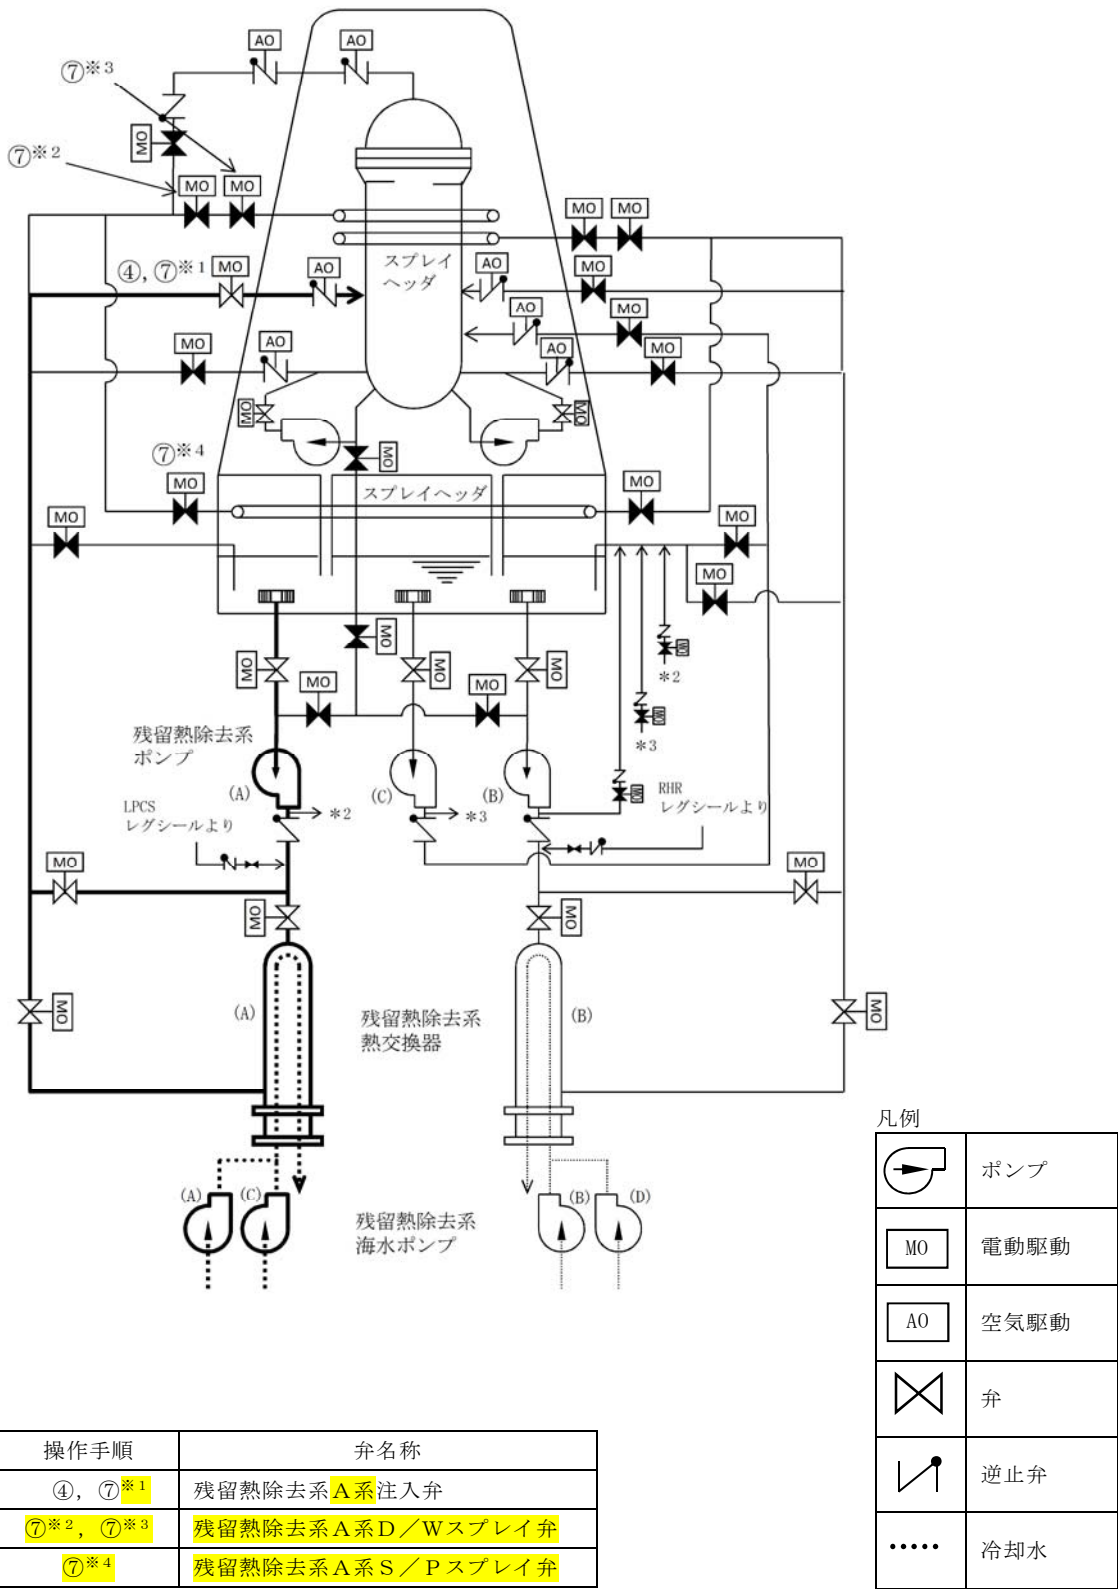 AO
AO
⑦※3
MO
⑦※2
MO
MO
MO
MO
スプレイ
ヘッダ
④，⑦※1
MO
AO
AO
MO
AO
MO
MO
AO
AO
MO
MO
MO
MO
⑦※4
MO
スプレイヘッダ
MO
MO
MO
MO
MO
MO
MO
MO
MO
＊2
MO
MO
MO
＊3
残留熱除去系
ポンプ
(A)
(C)
(B)
MO
RHR
レグシールより
LPCS
レグシールより
＊2
＊3
MO
MO
MO
MO
(A)
(B)
MO
MO
残留熱除去系
熱交換器
(A)
(C)
(B)
(D)
残留熱除去系
海水ポンプ
凡例
ポンプ
MO 電動駆動
AO 空気駆動
弁
逆止弁
冷却水
操作手順 弁名称
④，⑦※1 残留熱除去系A系注入弁
⑦※2，⑦※3 残留熱除去系A系D／Wスプレイ弁
⑦※4 残留熱除去系A系S／Pスプレイ弁